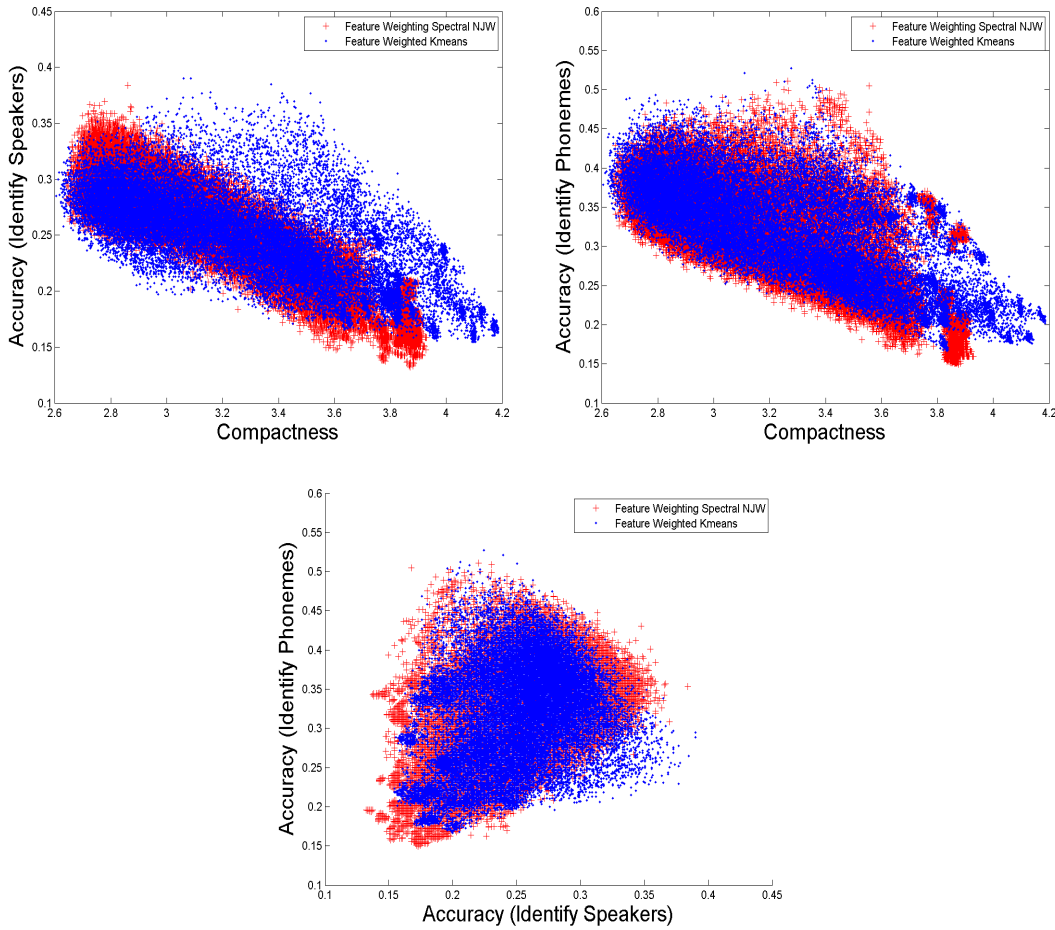 Feature Weighting Spectral NJW
Feature Weighted Kmeans
Accuracy (Identify Speakers)
0.45
0.4
0.35
0.3
0.25
0.2
0.15
0.1
2.6 2.8 3 3.2 3.4 3.6 3.8 4 4.2
Compactness
Feature Weighting Spectral NJW
Feature Weighted Kmeans
Accuracy (Identify Phonemes)
0.6
0.55
0.5
0.45
0.4
0.35
0.3
0.25
0.2
0.15
0.1
2.6 2.8 3 3.2 3.4 3.6 3.8 4 4.2
Compactness
Feature Weighting Spectral NJW
Feature Weighted Kmeans
Accuracy (Identify Phonemes)
0.6
0.55
0.5
0.45
0.4
0.35
0.3
0.25
0.2
0.15
0.1
0.1 0.15 0.2 0.25 0.3 0.35 0.4 0.45
Accuracy (Identify Speakers)